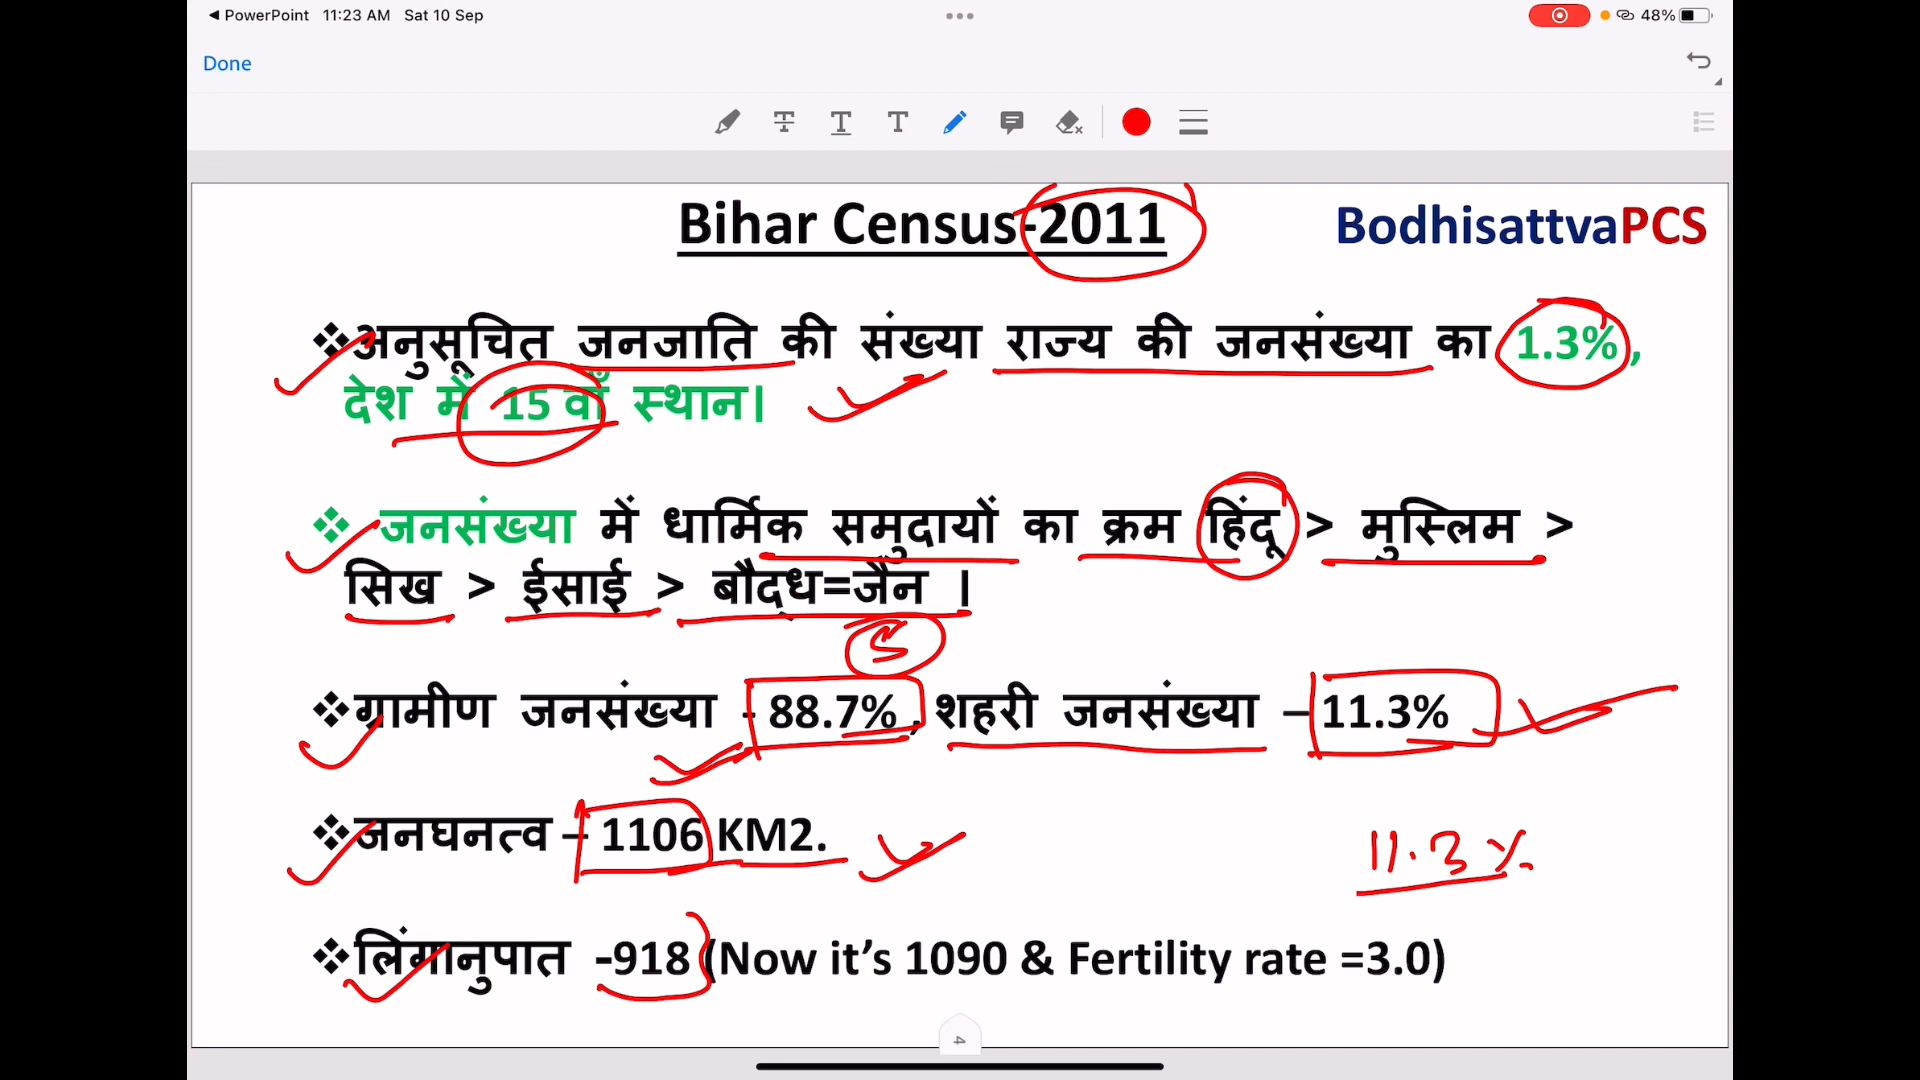 PowerPoint 11:23 AM Sat 10 Sep
48%
Done
Bihar Census-2011
BodhisattvaPCS
❖अनुसूचित जनजाति की संख्या राज्य की जनसंख्या का 1.3%,
देश में 15 वाँ स्थान।
❖ जनसंख्या में धार्मिक समुदायों का क्रम हिंदू > मुस्लिम >
सिख > ईसाई > बौद्ध=जैन ।
5
❖ग्रामीण जनसंख्या - 88.7% , शहरी जनसंख्या – 11.3%
❖जनघनत्व – 1106 KM2.
11.3 %
❖लिंगानुपात -918 (Now it’s 1090 & Fertility rate =3.0)
4